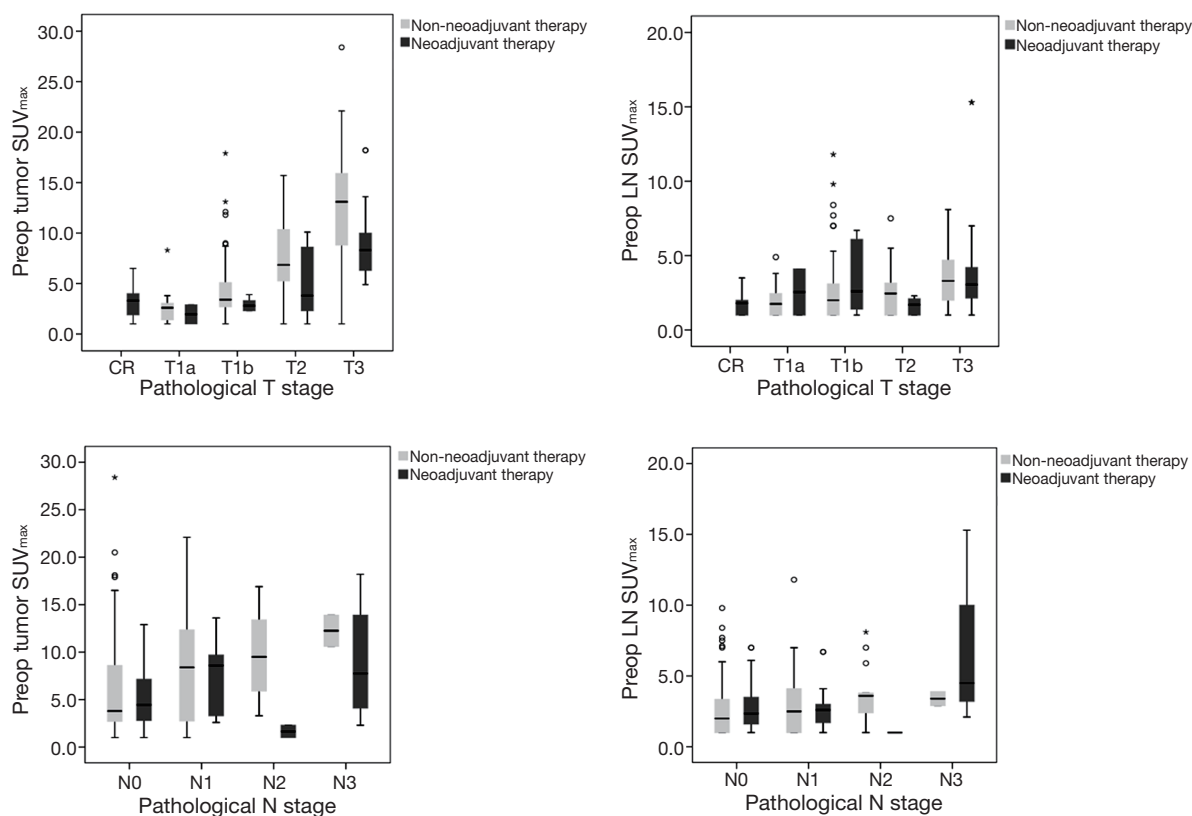 Preop tumor SUVmax
30.0
25.0
20.0
15.0
10.0
5.0
0.0
CR T1a T1b T2 T3
Pathological T stage
Non-neoadjuvant therapy
Neoadjuvant therapy
Preop LN SUVmax
20.0
15.0
10.0
5.0
0.0
CR T1a T1b T2 T3
Pathological T stage
Non-neoadjuvant therapy
Neoadjuvant therapy
Preop tumor SUVmax
30.0
25.0
20.0
15.0
10.0
5.0
0.0
N0 N1 N2 N3
Pathological N stage
Non-neoadjuvant therapy
Neoadjuvant therapy
Preop LN SUVmax
20.0
15.0
10.0
5.0
0.0
N0 N1 N2 N3
Pathological N stage
Non-neoadjuvant therapy
Neoadjuvant therapy